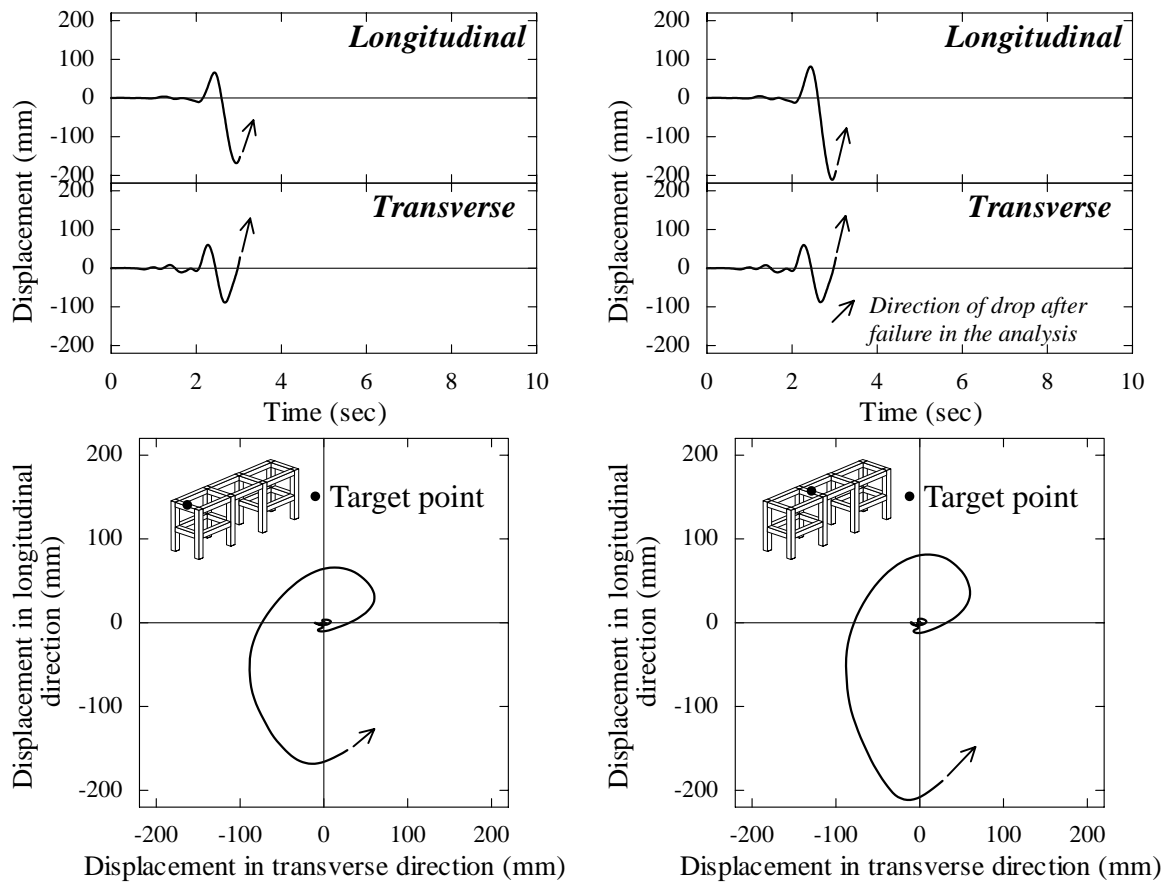 200
100
0
-100
-200
Longitudinal
200
100
0
-100
-200
Transverse
Displacement (mm)
0 2 4 6 8 10
Time (sec)
200
100
0
-100
-200
Longitudinal
200
100
0
-100
-200
Transverse
Direction of drop after
failure in the analysis
Displacement (mm)
0 2 4 6 8 10
Time (sec)
200
100
0
-100
-200
Target point
Displacement in longitudinal
direction (mm)
-200 -100 0 100 200
Displacement in transverse direction (mm)
200
100
0
-100
-200
Target point
Displacement in longitudinal
direction (mm)
-200 -100 0 100 200
Displacement in transverse direction (mm)